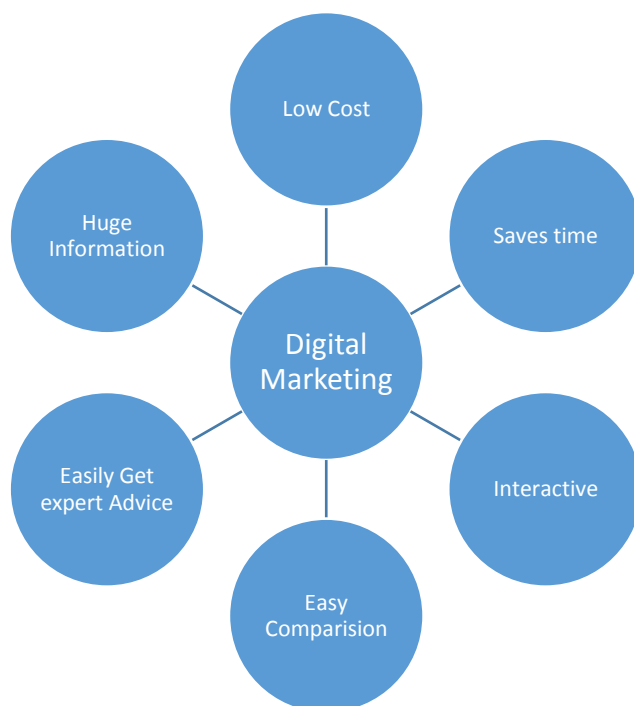 Low Cost
Huge
Information
Saves time
Digital
Marketing
Easily Get
expert Advice
Interactive
Easy
Comparision